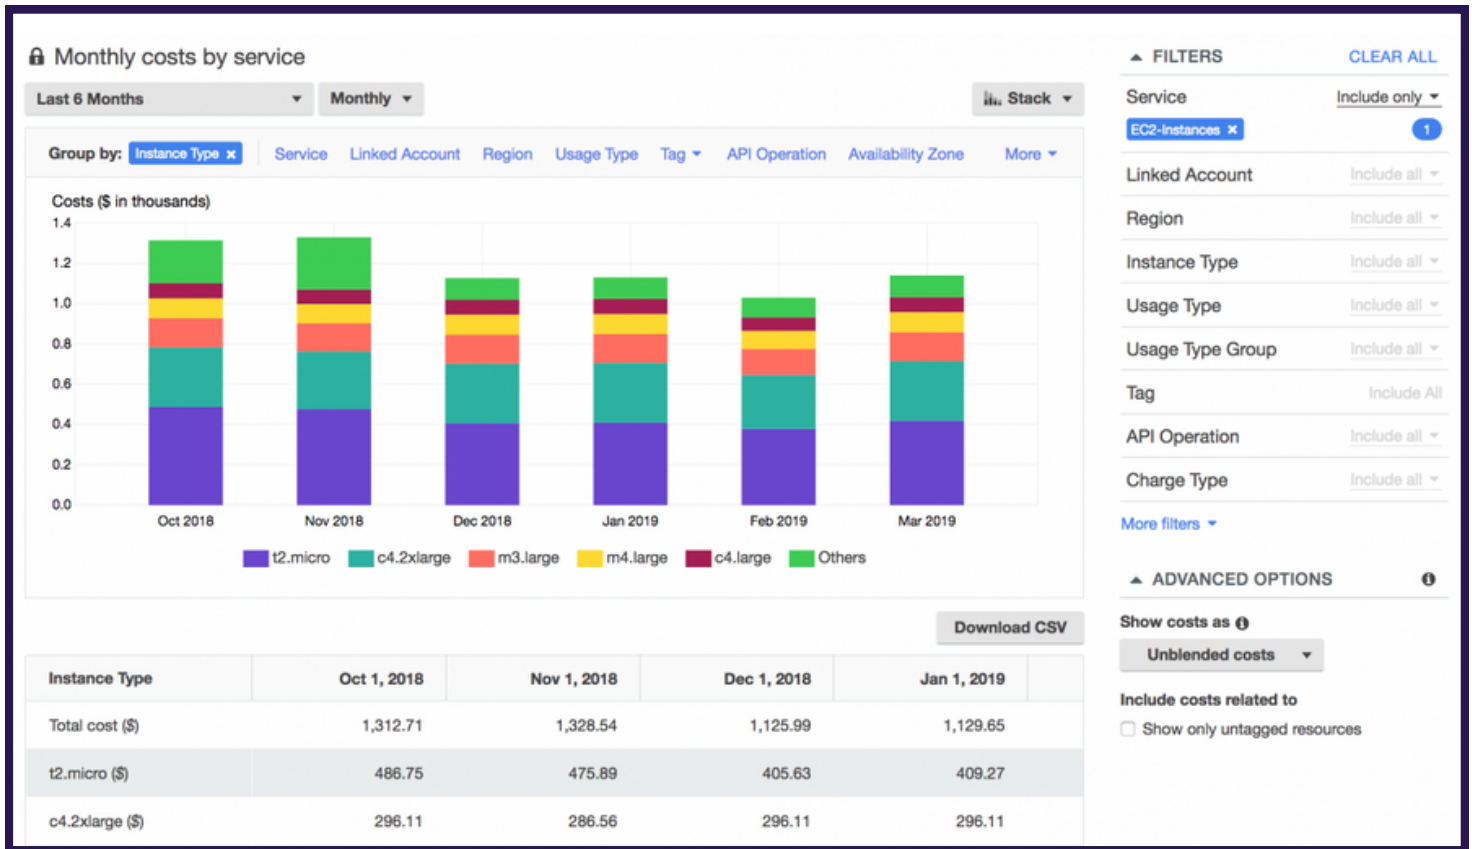 Monthly costs by service
Last 6 Months Monthly Stack
Group by: Instance Type × Service Linked Account Region Usage Type Tag API Operation Availability Zone More
Costs ($ in thousands)
1.4
1.2
1.0
0.8
0.6
0.4
0.2
0.0
Oct 2018 Nov 2018 Dec 2018 Jan 2019 Feb 2019 Mar 2019
t2.micro c4.2xlarge m3.large m4.large c4.large Others
Download CSV
Instance Type Oct 1, 2018 Nov 1, 2018 Dec 1, 2018 Jan 1, 2019
Total cost ($) 1,312.71 1,328.54 1,125.99 1,129.65
t2.micro ($) 486.75 475.89 405.63 409.27
c4.2xlarge ($) 296.11 286.56 296.11 296.11
FILTERS CLEAR ALL
Service Include only
EC2-Instances × 1
Linked Account Include all
Region Include all
Instance Type Include all
Usage Type Include all
Usage Type Group Include all
Tag Include All
API Operation Include all
Charge Type Include all
More filters
ADVANCED OPTIONS
Show costs as
Unblended costs
Include costs related to
Show only untagged resources